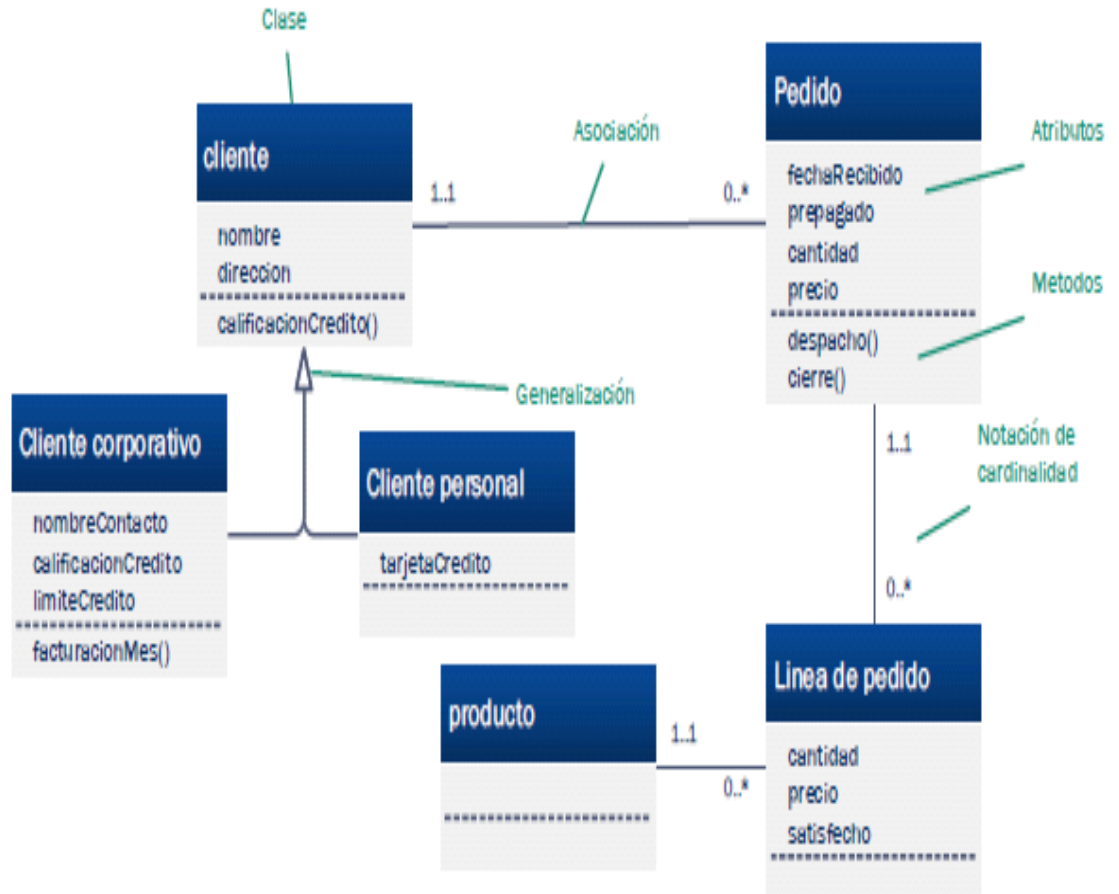 Clase
cliente
nombre
direccion
calificacionCredito()
Asociación
1..1
0..*
Pedido
fechaRecibido
prepagado
cantidad
precio
despacho()
cierre()
Atributos
Metodos
Generalización
Cliente corporativo
nombreContacto
calificacionCredito
limiteCredito
facturacionMes()
Cliente personal
tarjetaCredito
1..1
Notación de
cardinalidad
0..*
producto
1..1
0..*
Linea de pedido
cantidad
precio
satisfecho